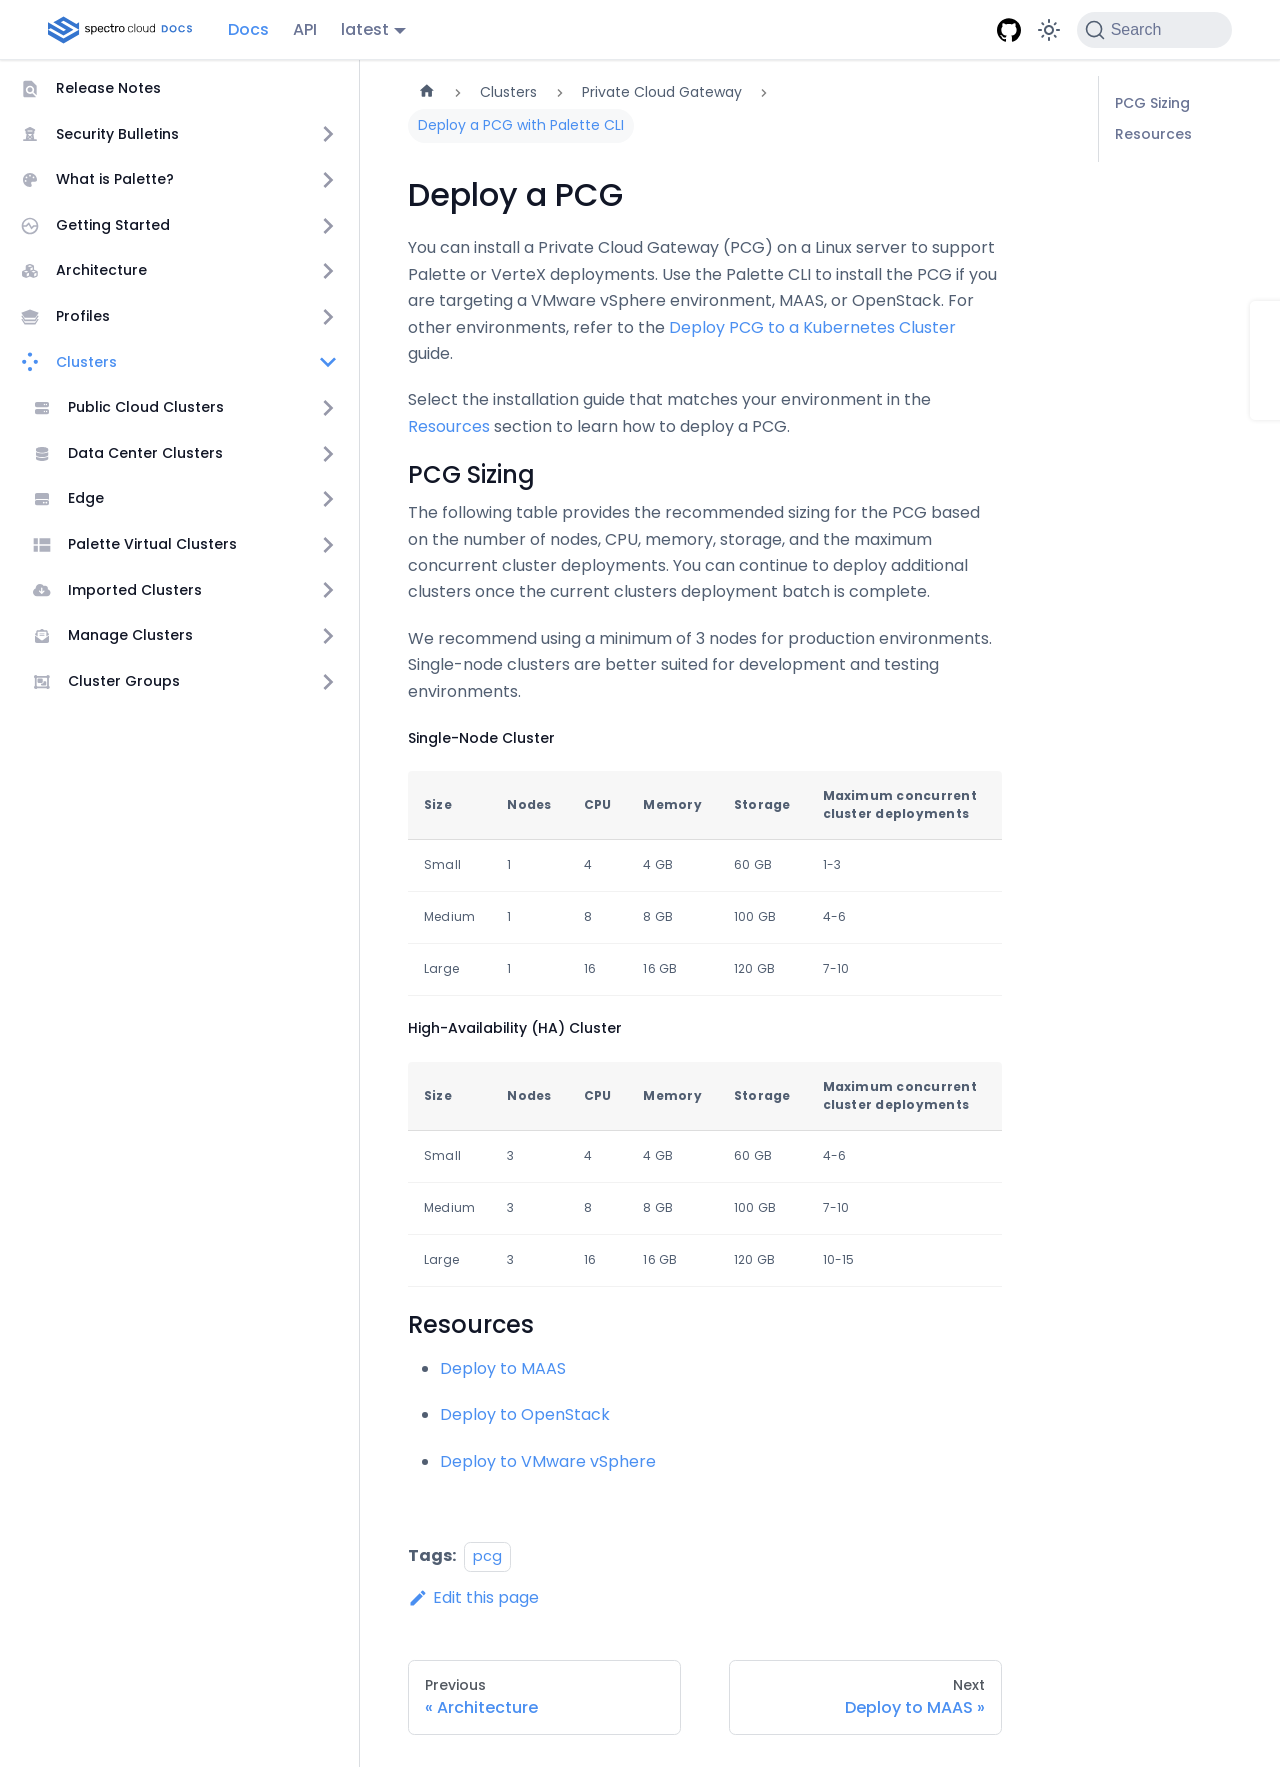 spectro cloud DOCS
Docs
API
latest
Search
Release Notes
Security Bulletins
What is Palette?
Getting Started
Architecture
Profiles
Clusters
Public Cloud Clusters
Data Center Clusters
Edge
Palette Virtual Clusters
Imported Clusters
Manage Clusters
Cluster Groups
Clusters
Private Cloud Gateway
Deploy a PCG with Palette CLI
PCG Sizing
Resources
Deploy a PCG
You can install a Private Cloud Gateway (PCG) on a Linux server to support
Palette or VerteX deployments. Use the Palette CLI to install the PCG if you
are targeting a VMware vSphere environment, MAAS, or OpenStack. For
other environments, refer to the Deploy PCG to a Kubernetes Cluster
guide.
Select the installation guide that matches your environment in the
Resources section to learn how to deploy a PCG.
PCG Sizing
The following table provides the recommended sizing for the PCG based
on the number of nodes, CPU, memory, storage, and the maximum
concurrent cluster deployments. You can continue to deploy additional
clusters once the current clusters deployment batch is complete.
We recommend using a minimum of 3 nodes for production environments.
Single-node clusters are better suited for development and testing
environments.
Single-Node Cluster
Size Nodes CPU Memory Storage Maximum concurrent
cluster deployments
Small 1 4 4 GB 60 GB 1-3
Medium 1 8 8 GB 100 GB 4-6
Large 1 16 16 GB 120 GB 7-10
High-Availability (HA) Cluster
Size Nodes CPU Memory Storage Maximum concurrent
cluster deployments
Small 3 4 4 GB 60 GB 4-6
Medium 3 8 8 GB 100 GB 7-10
Large 3 16 16 GB 120 GB 10-15
Resources
Deploy to MAAS
Deploy to OpenStack
Deploy to VMware vSphere
Tags: pcg
Edit this page
Previous
« Architecture
Next
Deploy to MAAS »